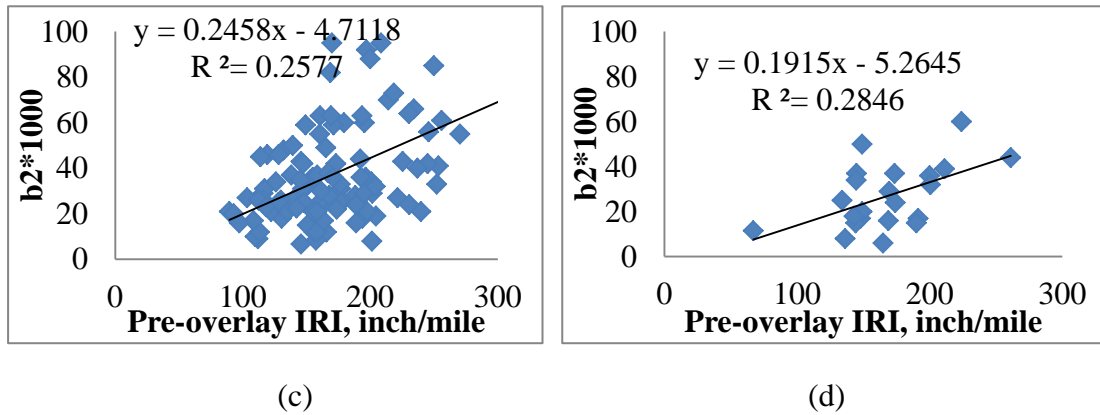 y = 0.2458x - 4.7118
R ²= 0.2577
100
80
60
40
20
0
b2*1000
0
100
200
300
Pre-overlay IRI, inch/mile
(c)
y = 0.1915x - 5.2645
R ²= 0.2846
100
80
60
40
20
0
b2*1000
0
100
200
300
Pre-overlay IRI, inch/mile
(d)